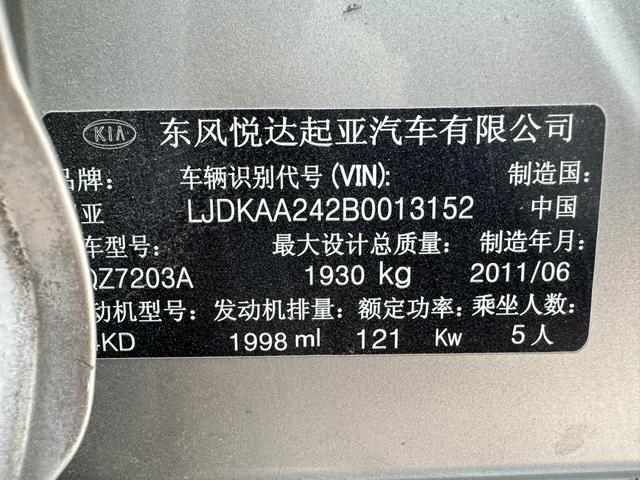 KIA 东风悦达起亚汽车有限公司
品牌: 车辆识别代号 (VIN): 制造国:
亚 LJDKAA242B0013152 中国
车型号: 最大设计总质量: 制造年月:
QZ7203A 1930 kg 2011/06
动机型号: 发动机排量: 额定功率: 乘坐人数:
4KD 1998 ml 121 Kw 5 人